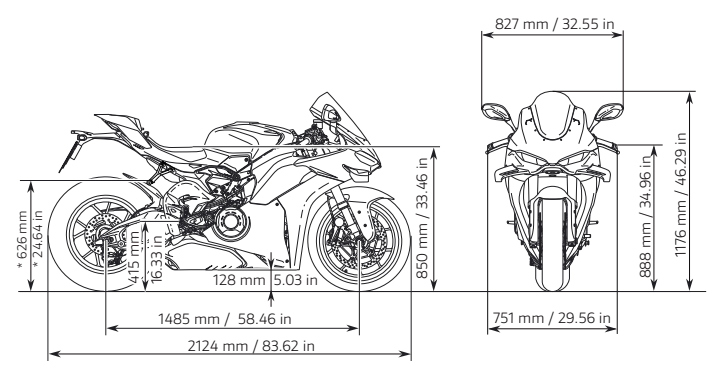 827 mm / 32.55 in
* 626 mm
* 24.64 in
415 mm
16.33 in
128 mm
5.03 in
850 mm / 33.46 in
888 mm / 34.96 in
1176 mm / 46.29 in
1485 mm / 58.46 in
751 mm / 29.56 in
2124 mm / 83.62 in